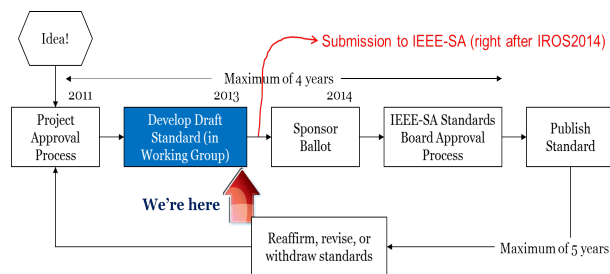 Idea!
Submission to IEEE-SA (right after IROS2014)
Maximum of 4 years
2011
2013
2014
Project
Approval
Process
Develop Draft
Standard (in
Working Group)
Sponsor
Ballot
IEEE-SA Standards
Board Approval
Process
Publish
Standard
We're here
Reaffirm, revise, or
withdraw standards
Maximum of 5 years